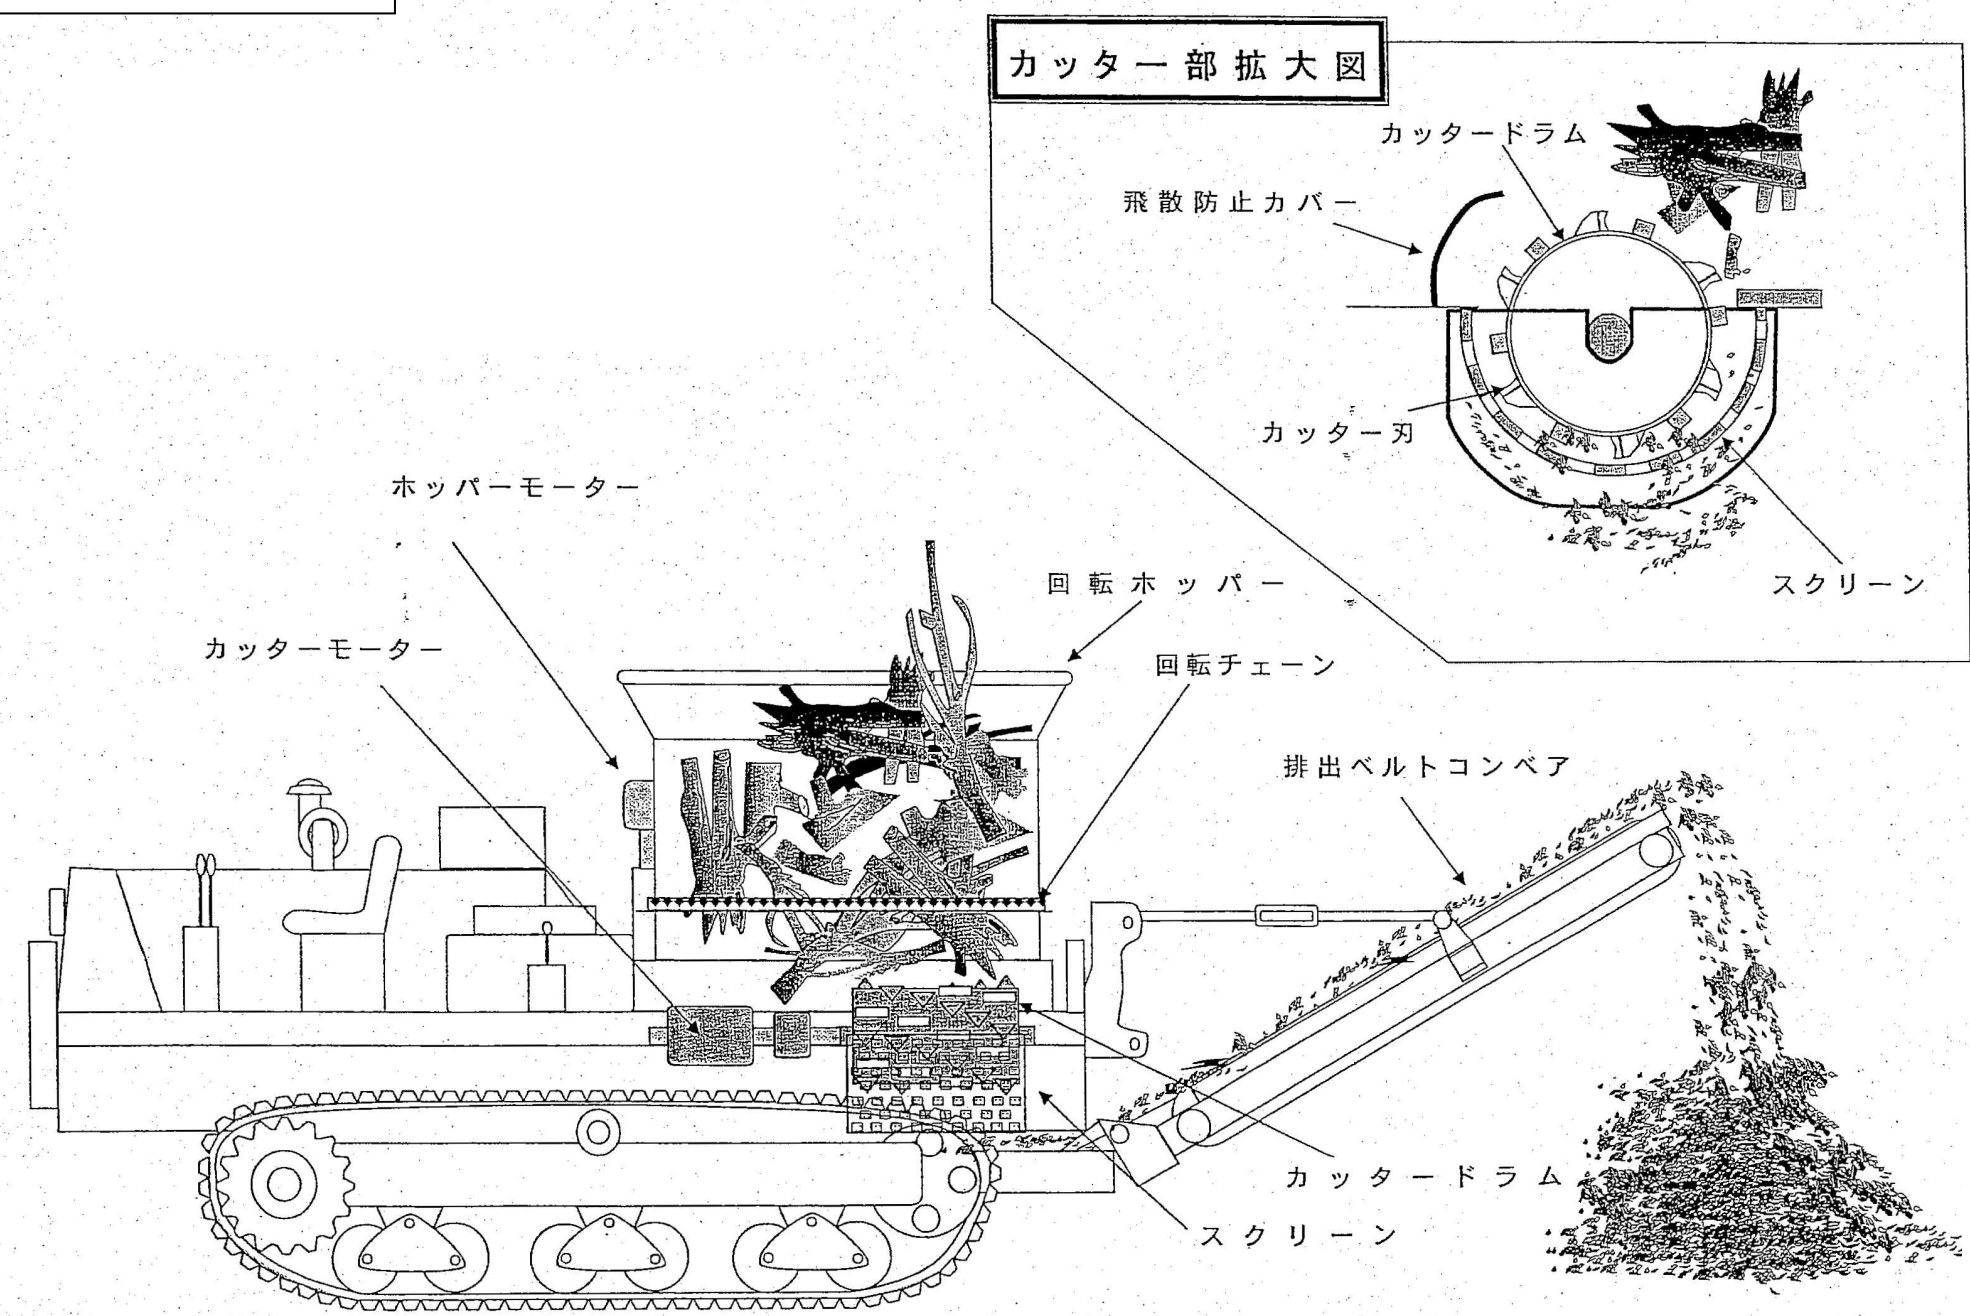 カッター部拡大図
カッタードラム
飛散防止カバー
カッター刃
スクリーン
ホッパーモーター
回転ホッパー
カッターモーター
回転チェーン
排出ベルトコンベア
カッタードラム
スクリーン